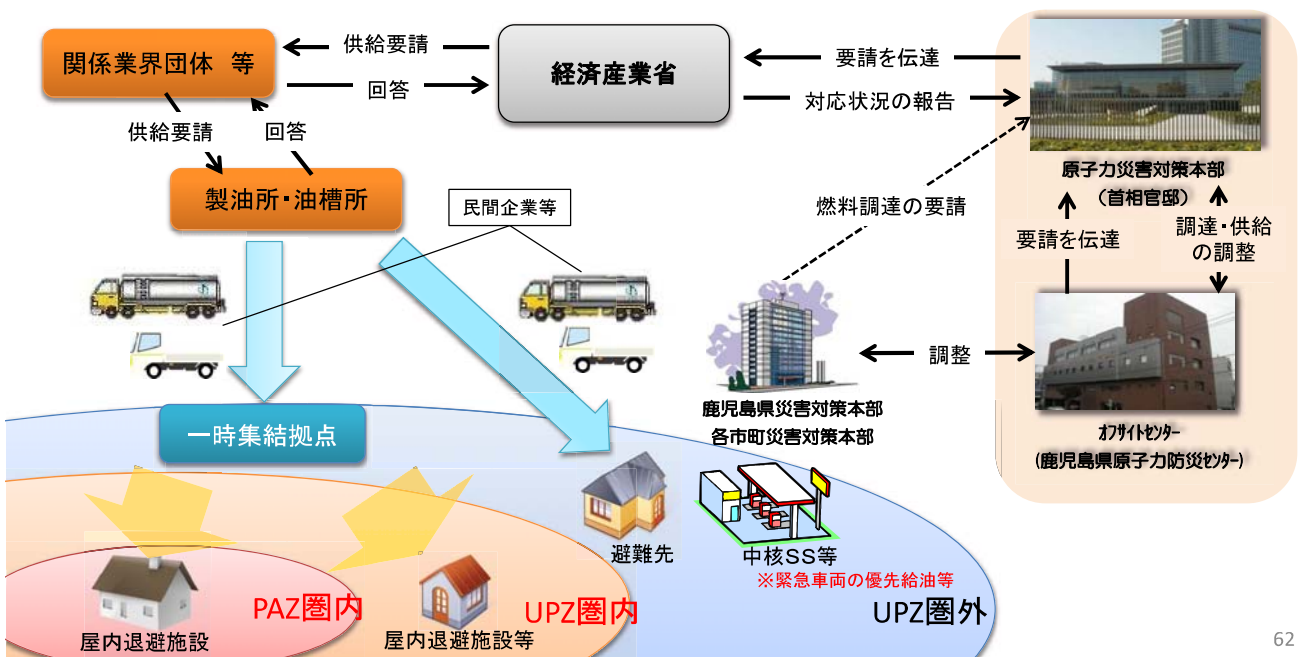 関係業界団体　等
供給要請
回答
経済産業省
要請を伝達
対応状況の報告
原子力災害対策本部
（首相官邸）
供給要請
回答
製油所・油槽所
民間企業等
燃料調達の要請
要請を伝達
調達・供給
の調整
調整
鹿児島県災害対策本部
各市町災害対策本部
ｵﾌｻｲﾄｾﾝﾀｰ
(鹿児島県原子力防災ｾﾝﾀｰ)
一時集結拠点
避難先
中核ＳＳ等
※緊急車両の優先給油等
PAZ圏内
UPZ圏内
UPZ圏外
屋内退避施設
屋内退避施設等
62